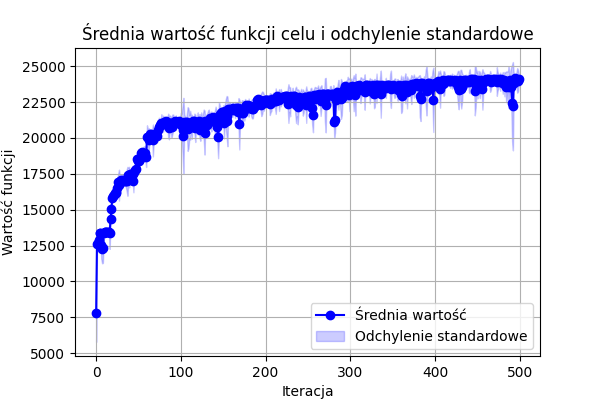 Średnia wartość funkcji celu i odchylenie standardowe
Wartość funkcji
25000
22500
20000
17500
15000
12500
10000
7500
5000
0 100 200 300 400 500
Iteracja
Średnia wartość
Odchylenie standardowe